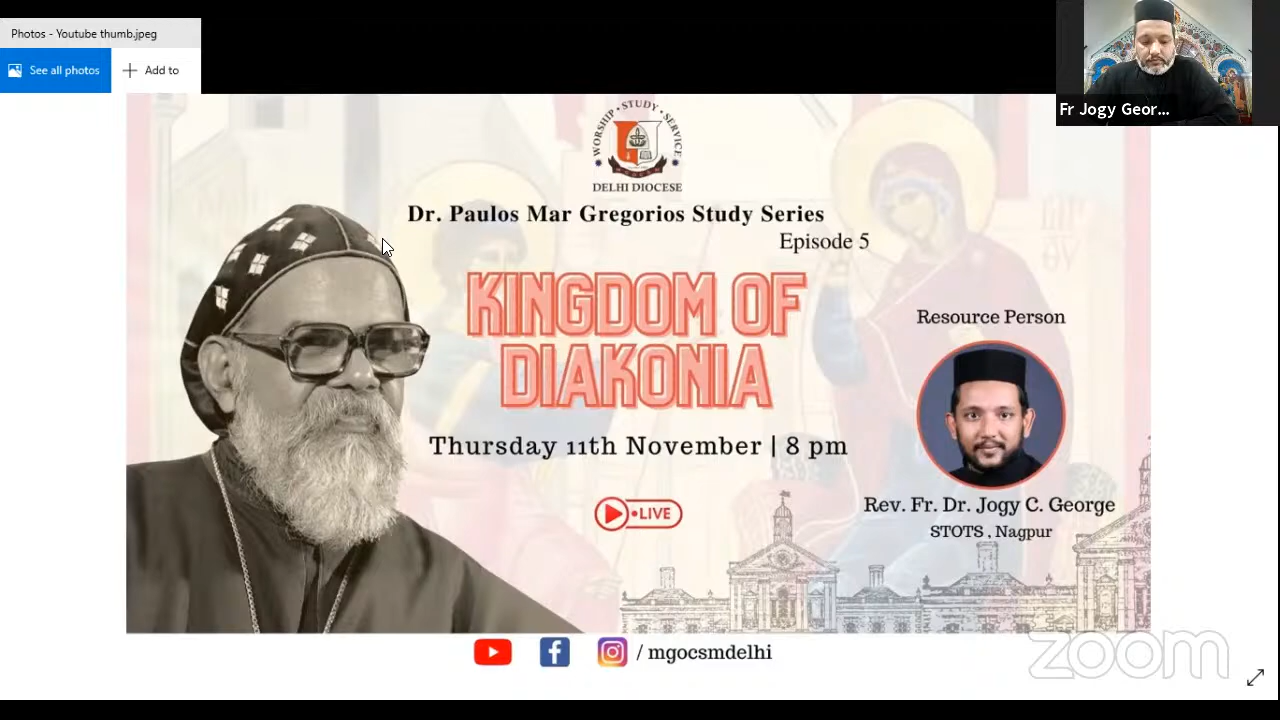 Photos - Youtube thumb.jpeg
See all photos
Add to
Fr Jogy Geor...
WORSHIP • STUDY • SERVICE
DELHI DIOCESE
Dr. Paulos Mar Gregorios Study Series
Episode 5
KINGDOM OF
DIAKONIA
Thursday 11th November | 8 pm
LIVE
Resource Person
Rev. Fr. Dr. Jogy C. George
STOTS , Nagpur
/ mgocsmdelhi
zoom